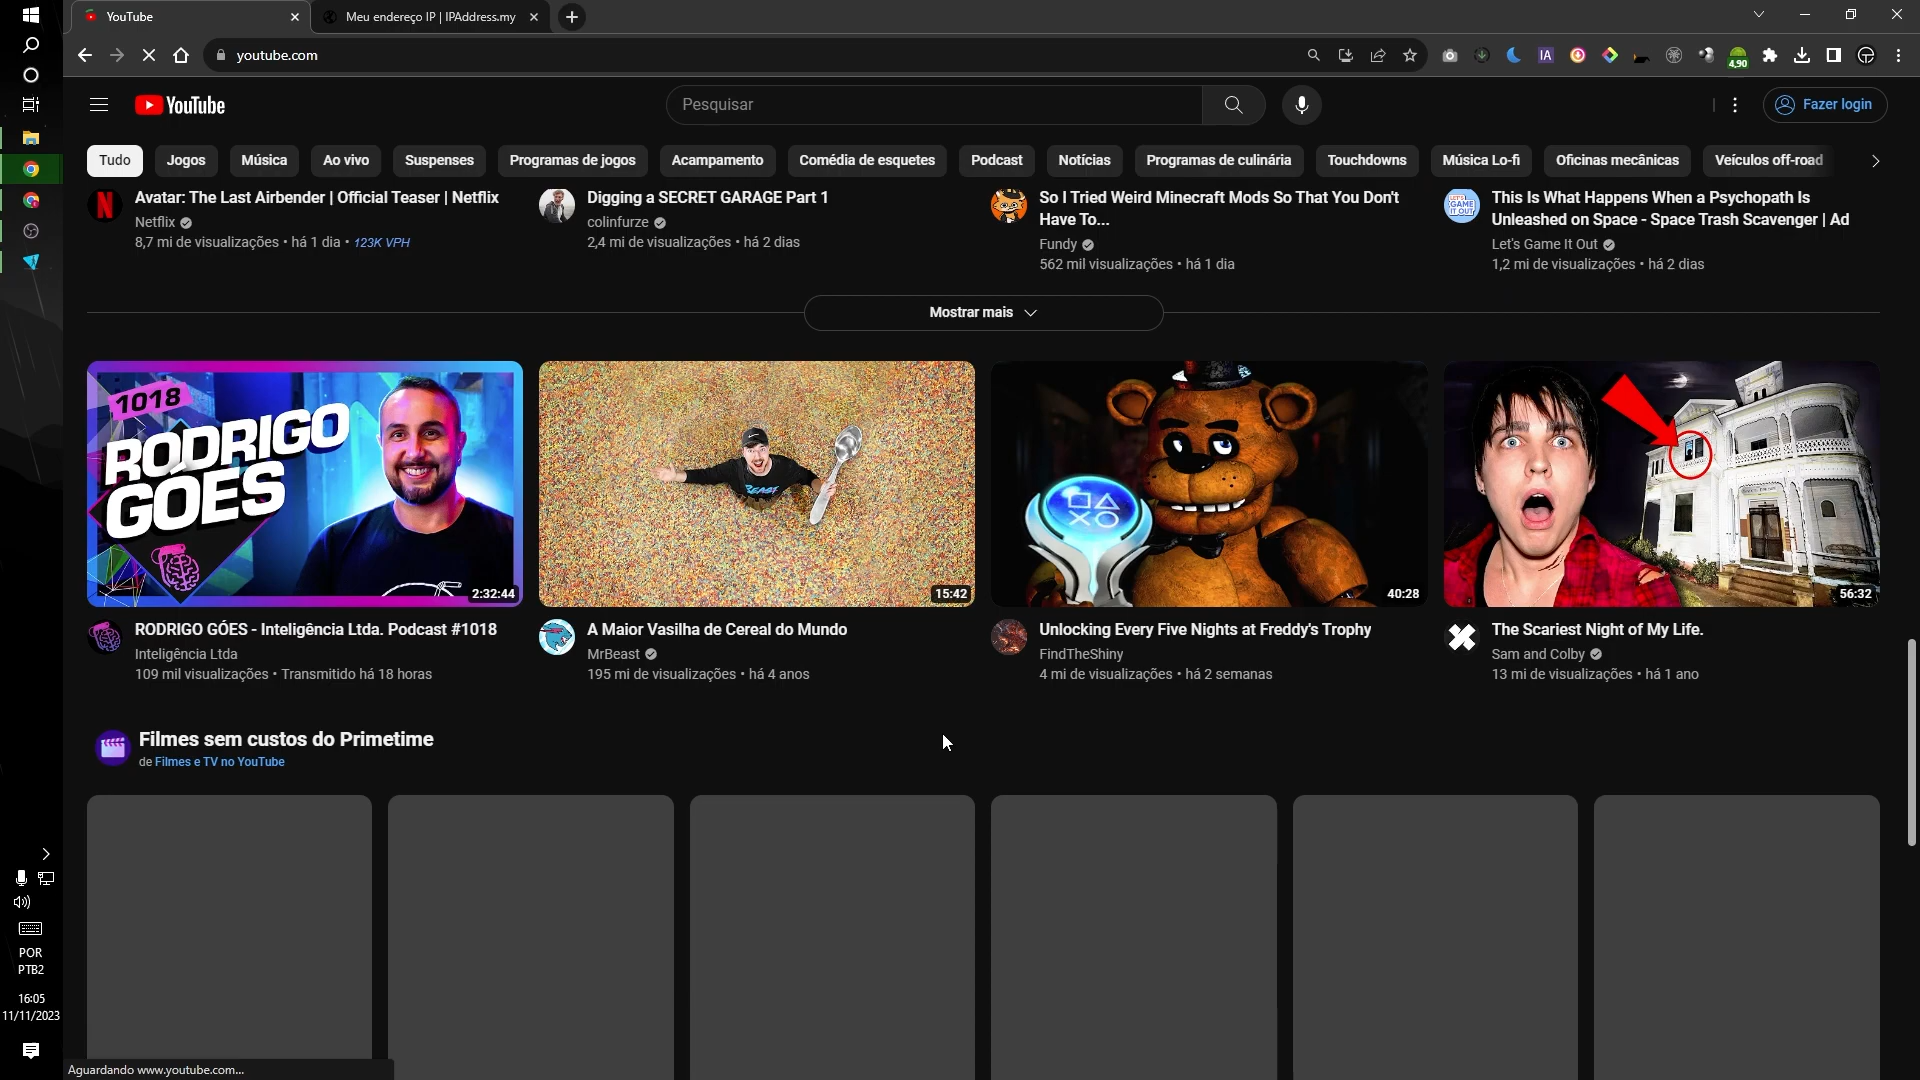 YouTube
Meu endereço IP | IPAddress.my
youtube.com
IA
4,90
YouTube
Pesquisar
Fazer login
Tudo
Jogos
Música
Ao vivo
Suspenses
Programas de jogos
Acampamento
Comédia de esquetes
Podcast
Notícias
Programas de culinária
Touchdowns
Música Lo-fi
Oficinas mecânicas
Veículos off-road
N
Avatar: The Last Airbender | Official Teaser | Netflix
Netflix
8,7 mi de visualizações • há 1 dia • 123K VPH
Digging a SECRET GARAGE Part 1
colinfurze
2,4 mi de visualizações • há 2 dias
So I Tried Weird Minecraft Mods So That You Don't
Have To...
Fundy
562 mil visualizações • há 1 dia
LET'S
GAME
IT OUT
This Is What Happens When a Psychopath Is
Unleashed on Space - Space Trash Scavenger | Ad
Let's Game It Out
1,2 mi de visualizações • há 2 dias
Mostrar mais
1018
RODRIGO
GOES
2:32:44
BEAST
15:42
40:28
56:32
RODRIGO GÓES - Inteligência Ltda. Podcast #1018
Inteligência Ltda
109 mil visualizações • Transmitido há 18 horas
A Maior Vasilha de Cereal do Mundo
MrBeast
195 mi de visualizações • há 4 anos
Unlocking Every Five Nights at Freddy's Trophy
FindTheShiny
4 mi de visualizações • há 2 semanas
The Scariest Night of My Life.
Sam and Colby
13 mi de visualizações • há 1 ano
Filmes sem custos do Primetime
de Filmes e TV no YouTube
POR
PTB2
16:05
11/11/2023
Aguardando www.youtube.com...